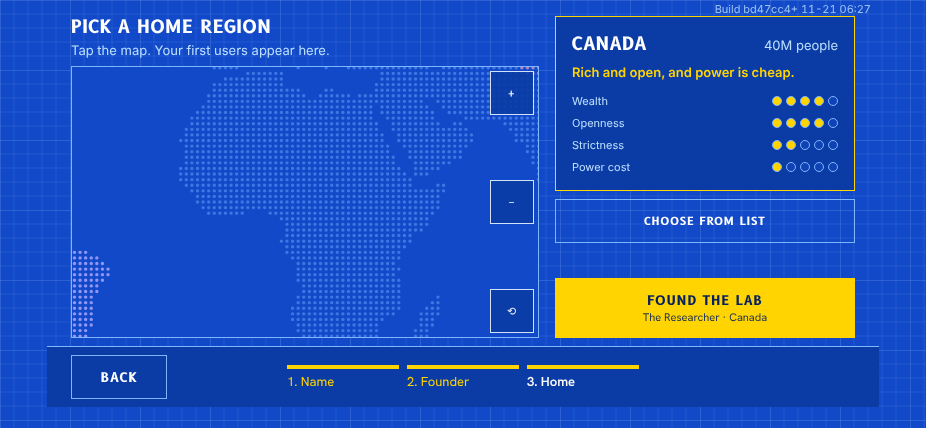 Build bd47cc4+ 11-21 06:27
PICK A HOME REGION
Tap the map. Your first users appear here.
+
−
⟲
CANADA
40M people
Rich and open, and power is cheap.
Wealth
Openness
Strictness
Power cost
CHOOSE FROM LIST
FOUND THE LAB
The Researcher · Canada
BACK
1. Name
2. Founder
3. Home